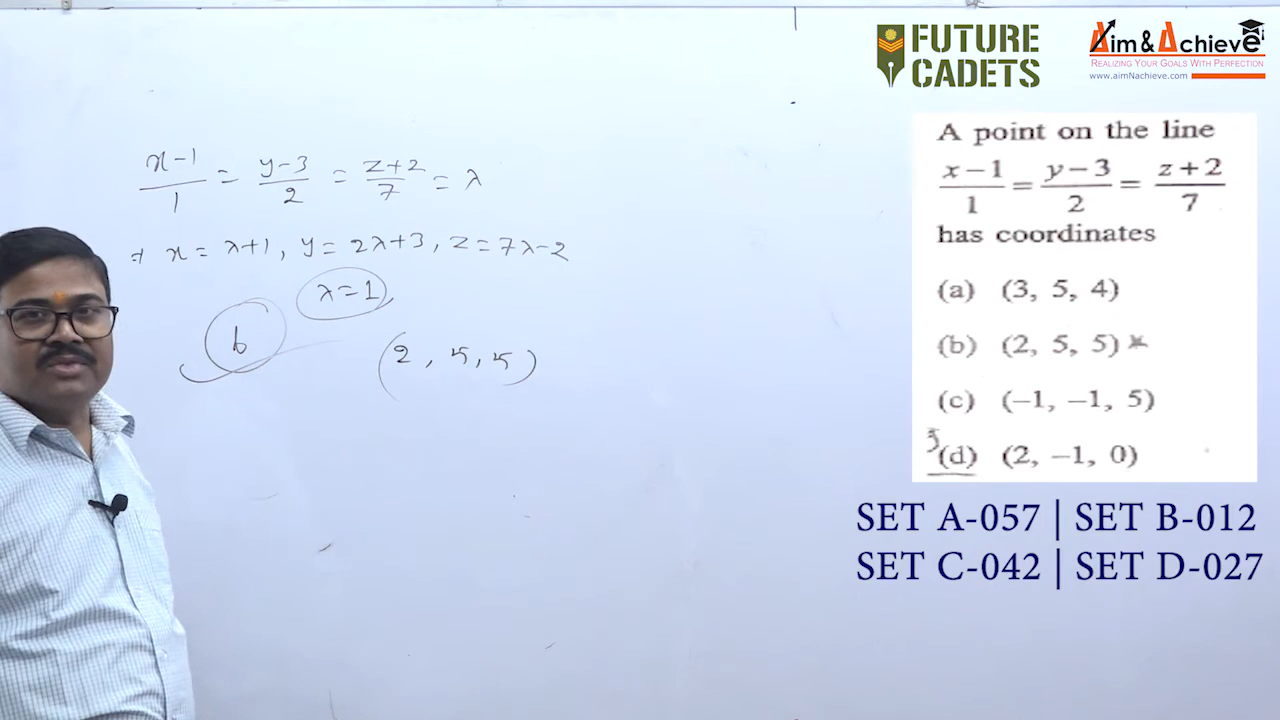 FUTURE
CADETS
Aim & Achieve
REALIZING YOUR GOALS WITH PERFECTION
www.aimNachieve.com
x-1/1 = y-3/2 = z+2/7 = λ
⇒ x = λ+1, y = 2λ+3, z = 7λ-2
λ=1
b
(2, 5, 5)
A point on the line
x-1/1 = y-3/2 = z+2/7
has coordinates
(a) (3, 5, 4)
(b) (2, 5, 5)
(c) (-1, -1, 5)
(d) (2, -1, 0)
SET A-057 | SET B-012
SET C-042 | SET D-027